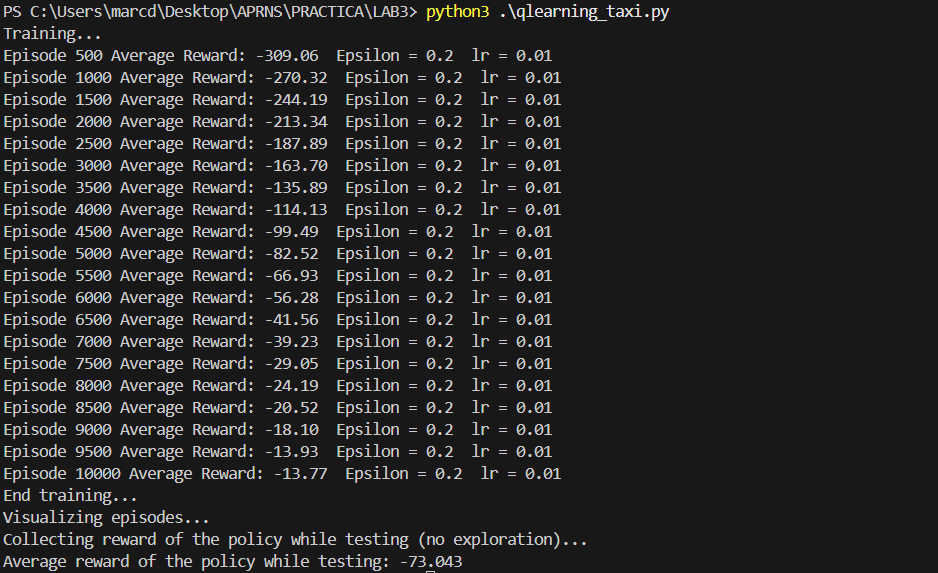 PS C:\Users\marcd\Desktop\APRNS\PRACTICA\LAB3> python3 .\qlearning_taxi.py
Training...
Episode 500 Average Reward: -309.06  Epsilon = 0.2  lr = 0.01
Episode 1000 Average Reward: -270.32  Epsilon = 0.2  lr = 0.01
Episode 1500 Average Reward: -244.19  Epsilon = 0.2  lr = 0.01
Episode 2000 Average Reward: -213.34  Epsilon = 0.2  lr = 0.01
Episode 2500 Average Reward: -187.89  Epsilon = 0.2  lr = 0.01
Episode 3000 Average Reward: -163.70  Epsilon = 0.2  lr = 0.01
Episode 3500 Average Reward: -135.89  Epsilon = 0.2  lr = 0.01
Episode 4000 Average Reward: -114.13  Epsilon = 0.2  lr = 0.01
Episode 4500 Average Reward: -99.49  Epsilon = 0.2  lr = 0.01
Episode 5000 Average Reward: -82.52  Epsilon = 0.2  lr = 0.01
Episode 5500 Average Reward: -66.93  Epsilon = 0.2  lr = 0.01
Episode 6000 Average Reward: -56.28  Epsilon = 0.2  lr = 0.01
Episode 6500 Average Reward: -41.56  Epsilon = 0.2  lr = 0.01
Episode 7000 Average Reward: -39.23  Epsilon = 0.2  lr = 0.01
Episode 7500 Average Reward: -29.05  Epsilon = 0.2  lr = 0.01
Episode 8000 Average Reward: -24.19  Epsilon = 0.2  lr = 0.01
Episode 8500 Average Reward: -20.52  Epsilon = 0.2  lr = 0.01
Episode 9000 Average Reward: -18.10  Epsilon = 0.2  lr = 0.01
Episode 9500 Average Reward: -13.93  Epsilon = 0.2  lr = 0.01
Episode 10000 Average Reward: -13.77  Epsilon = 0.2  lr = 0.01
End training...
Visualizing episodes...
Collecting reward of the policy while testing (no exploration)...
Average reward of the policy while testing: -73.043